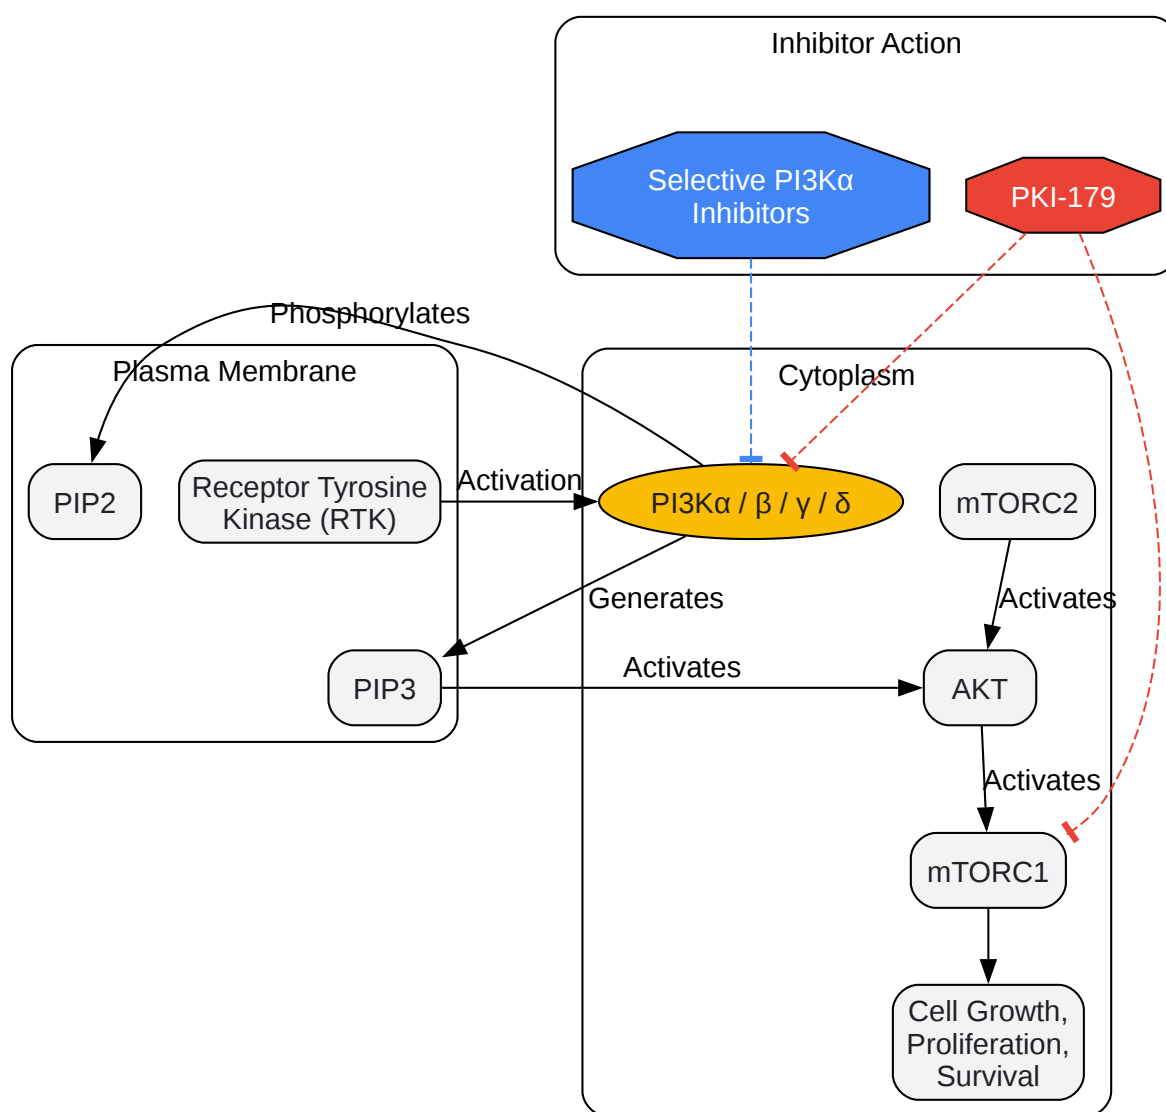 Inhibitor Action
Selective PI3Kα
Inhibitors
PKI-179
Phosphorylates
Plasma Membrane
Cytoplasm
PIP2
Receptor Tyrosine
Kinase (RTK)
Activation
PI3Kα / β / γ / δ
mTORC2
Generates
Activates
PIP3
Activates
AKT
Activates
mTORC1
Cell Growth,
Proliferation,
Survival